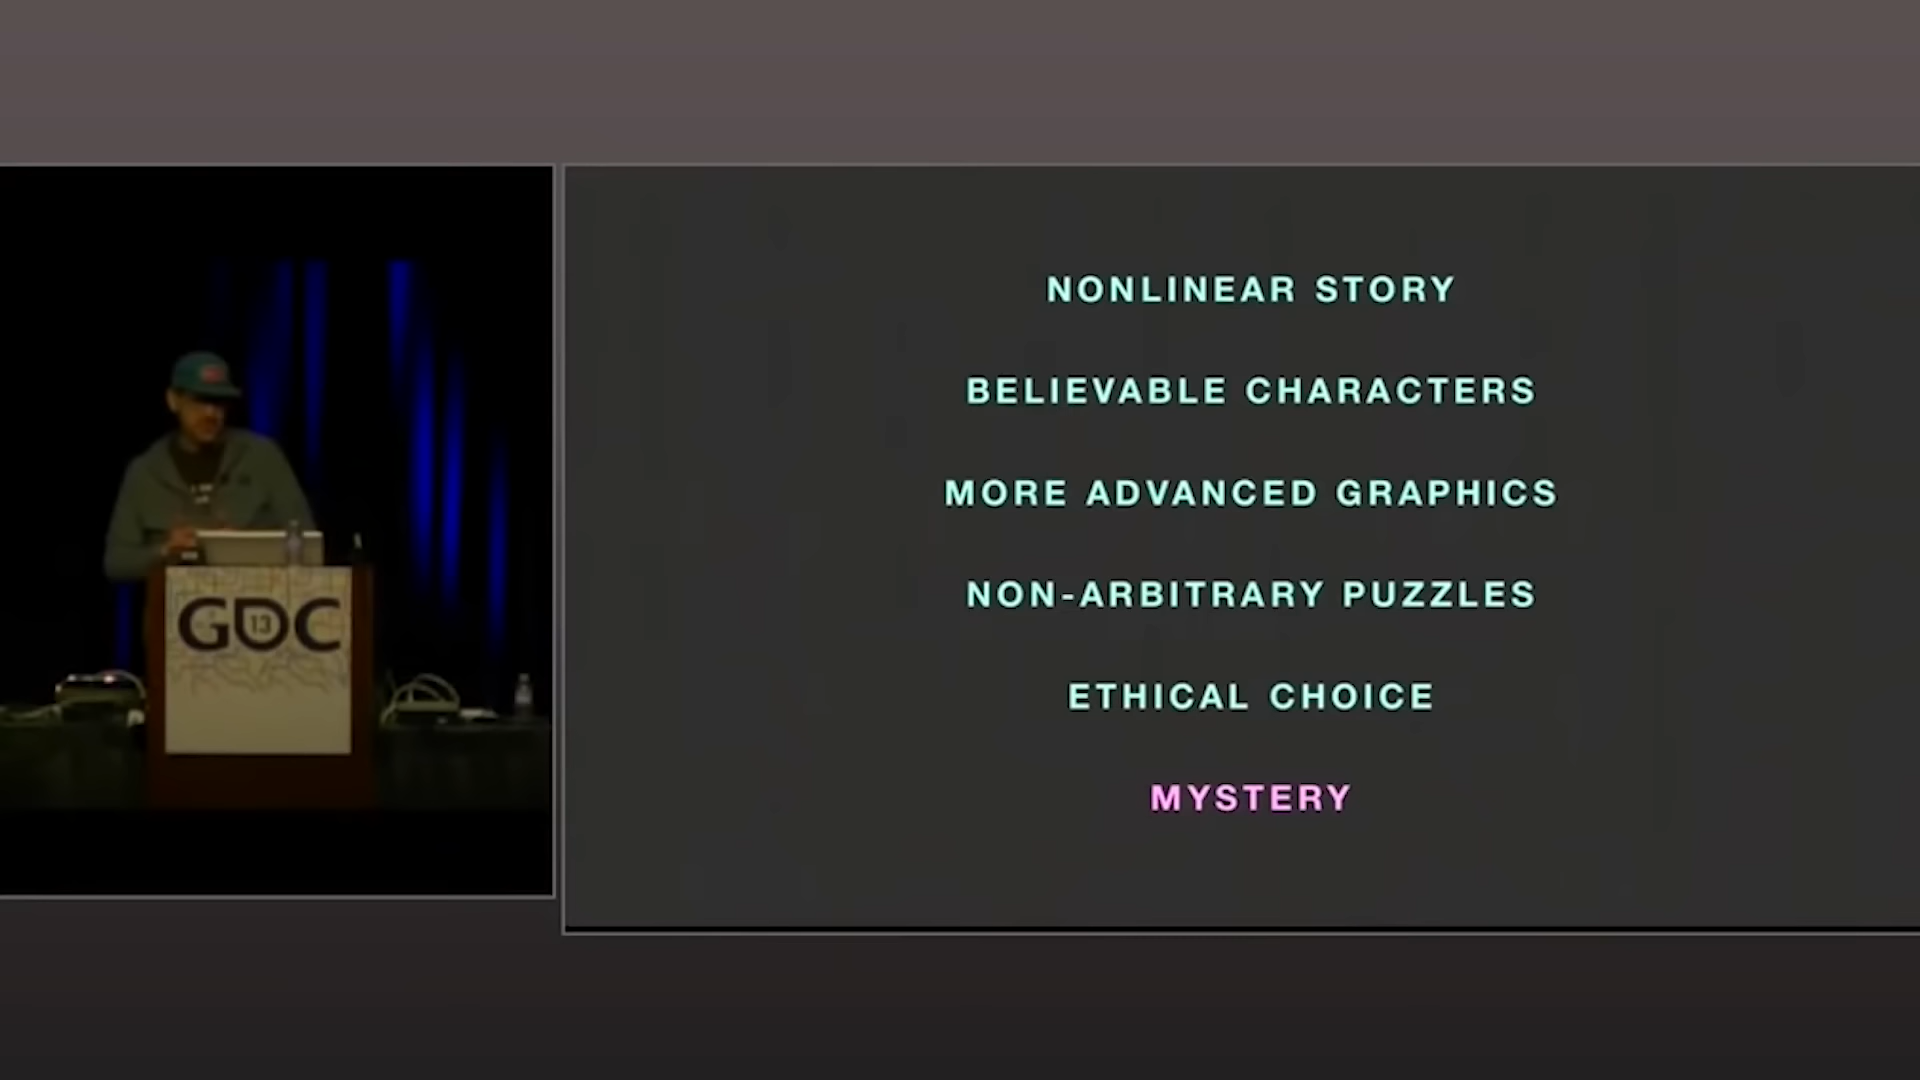 GDC
13
NONLINEAR STORY
BELIEVABLE CHARACTERS
MORE ADVANCED GRAPHICS
NON-ARBITRARY PUZZLES
ETHICAL CHOICE
MYSTERY